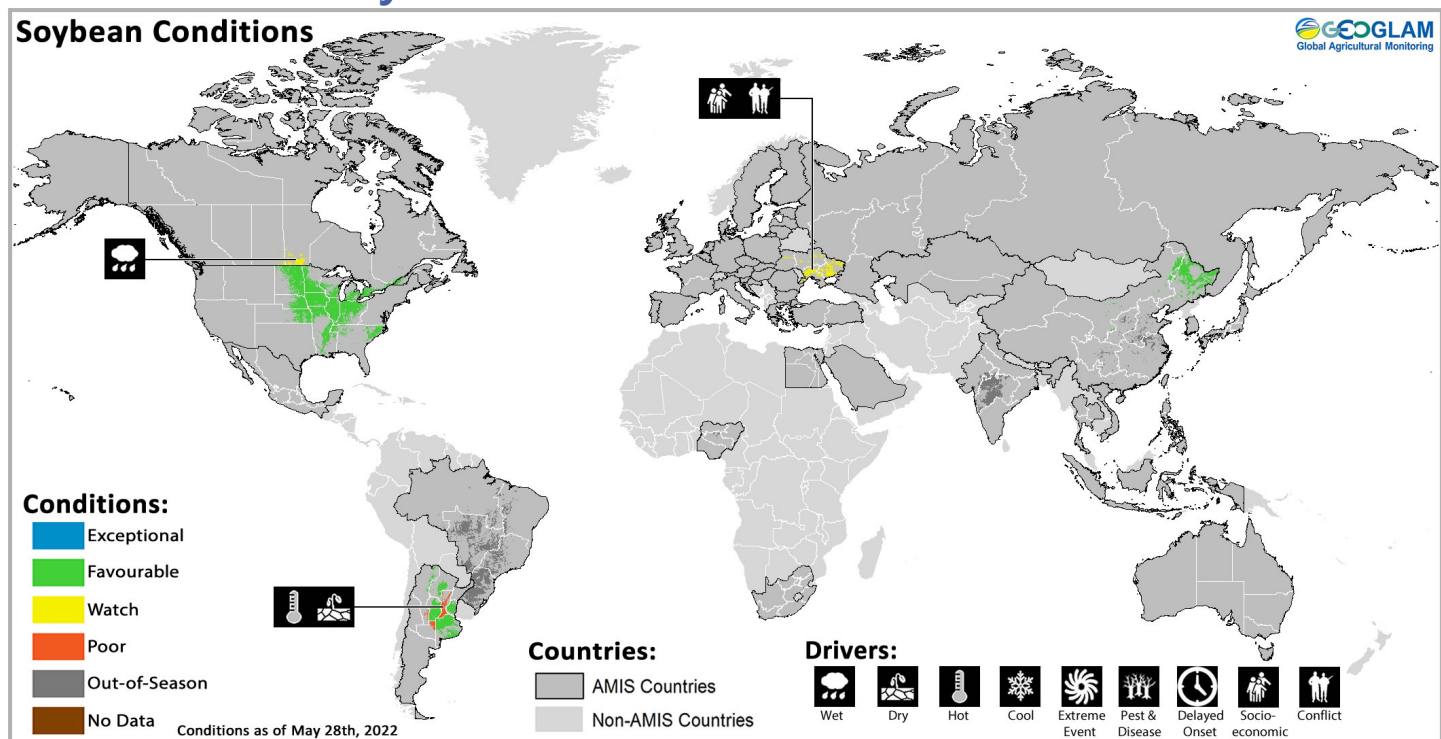 Soybean Conditions
GEOGLAM
Global Agricultural Monitoring
Conditions:
Exceptional
Favourable
Watch
Poor
Out-of-Season
No Data
Conditions as of May 28th, 2022
Countries:
AMIS Countries
Non-AMIS Countries
Drivers:
Wet
Dry
Hot
Cool
Extreme
Event
Pest &
Disease
Delayed
Onset
Socio-
economic
Conflict